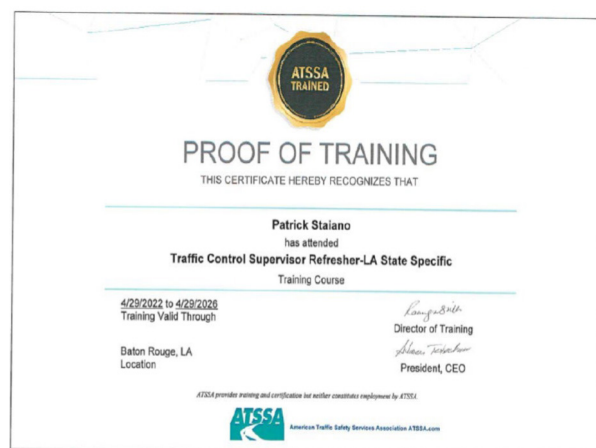 ATSSA
TRAINED
PROOF OF TRAINING
THIS CERTIFICATE HEREBY RECOGNIZES THAT
Patrick Staiano
has attended
Traffic Control Supervisor Refresher-LA State Specific
Training Course
4/29/2022 to 4/29/2026
Training Valid Through
Director of Training
Baton Rouge, LA
Location
President, CEO
ATSSA provides training and certification but neither constitutes employment by ATSSA.
ATSSA
American Traffic Safety Services Association ATSSA.com